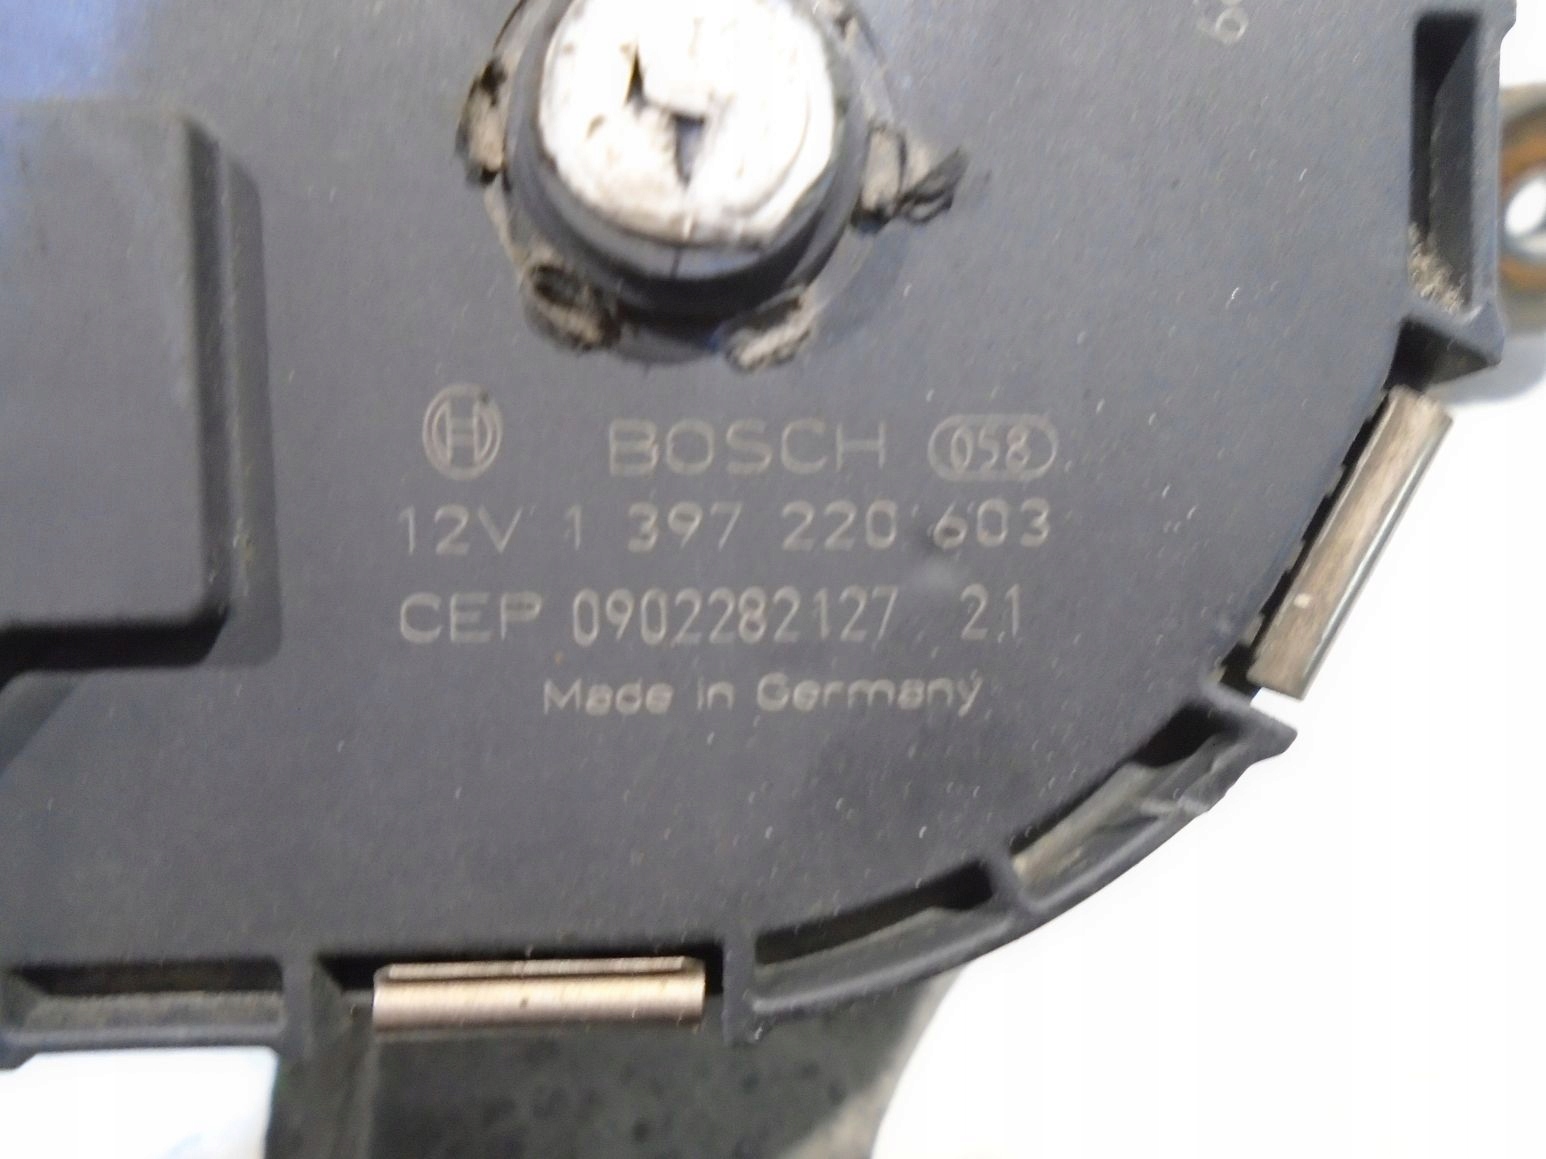 BOSCH 058
12V 1 397 220 603
CEP 0902282127 21
Made in Germany